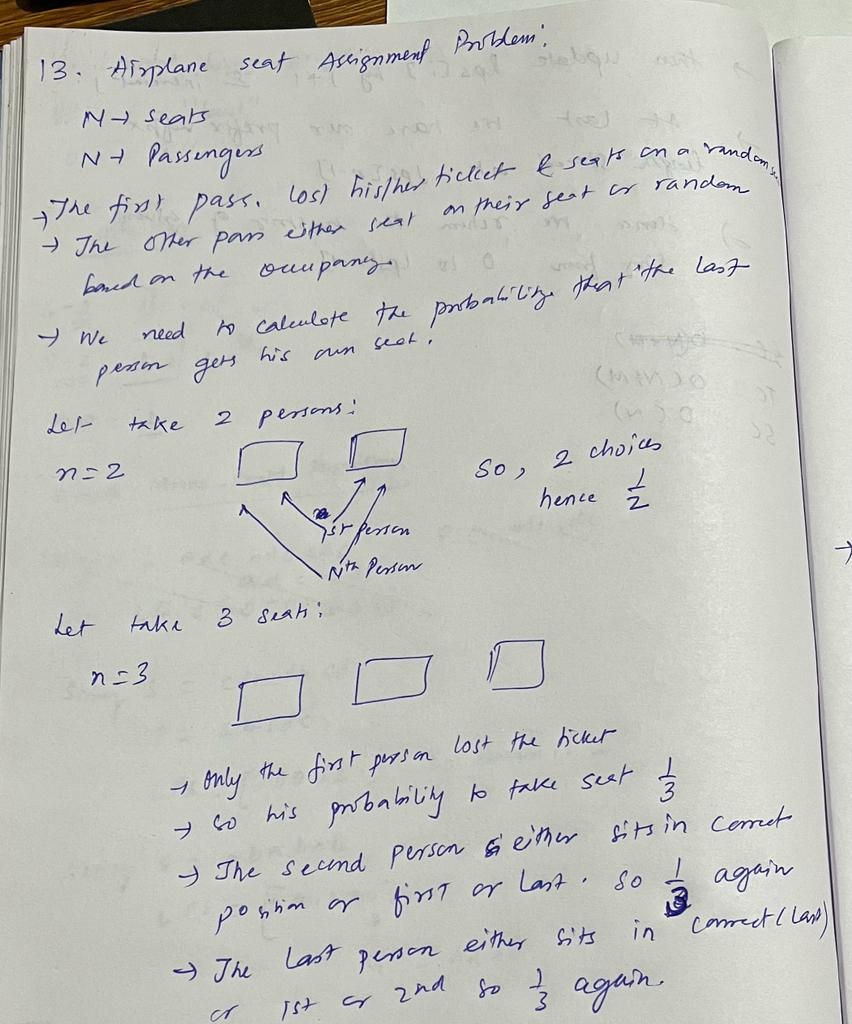 13. Airplane seat Assignment Problem:
N → seats
N → Passengers
→ The first pass. lost his/her ticket & seats on a random
→ The other pass either seat on their seat or random
based on the occupancy.
→ We need to calculate the probability that the last
person gets his own seat.
Let take 2 persons:
n=2
So, 2 choices
hence 1/2
1st person
Nth Person
Let take 3 seats:
n=3
→ Only the first person lost the ticket
→ So his probability to take seat 1/3
→ The second person either sits in correct
position or first or last. So 1/3 again
→ The last person either sits in correct (last)
or 1st or 2nd so 1/3 again.